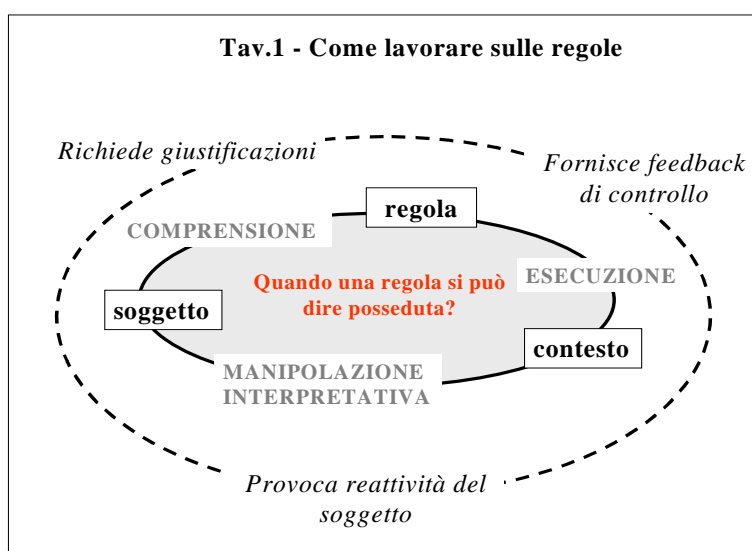 Tav.1 - Come lavorare sulle regole
Richiede giustificazioni
Fornisce feedback
di controllo
regola
COMPRENSIONE
ESECUZIONE
Quando una regola si può
dire posseduta?
soggetto
contesto
MANIPOLAZIONE
INTERPRETATIVA
Provoca reattività del
soggetto